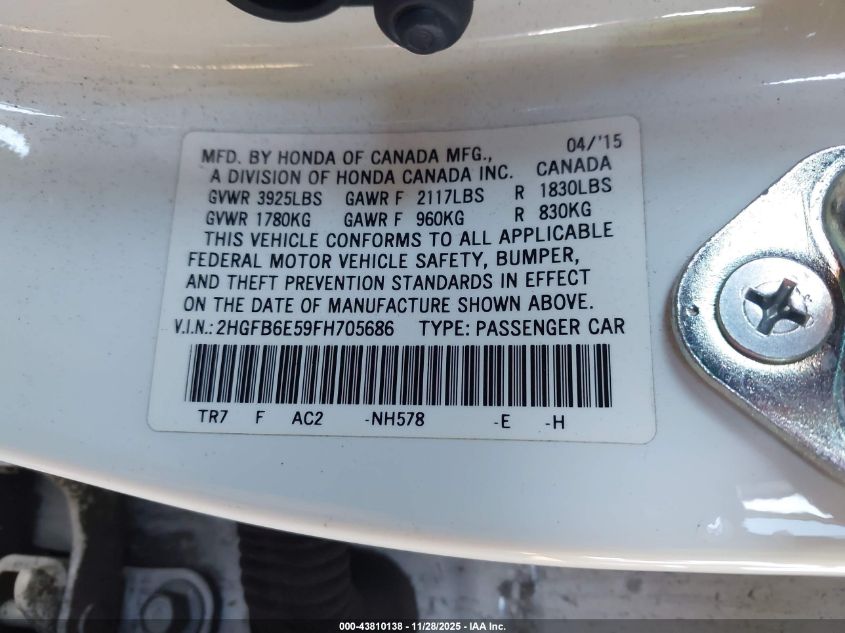 04/'15
MFD. BY HONDA OF CANADA MFG.,
A DIVISION OF HONDA CANADA INC. CANADA
GVWR 3925LBS GAWR F 2117LBS R 1830LBS
GVWR 1780KG GAWR F 960KG R 830KG
THIS VEHICLE CONFORMS TO ALL APPLICABLE
FEDERAL MOTOR VEHICLE SAFETY, BUMPER,
AND THEFT PREVENTION STANDARDS IN EFFECT
ON THE DATE OF MANUFACTURE SHOWN ABOVE.
V.I.N.: 2HGFB6E59FH705686 TYPE: PASSENGER CAR
TR7 F AC2 -NH578 -E -H
000-43810138 - 11/28/2025 - IAA Inc.